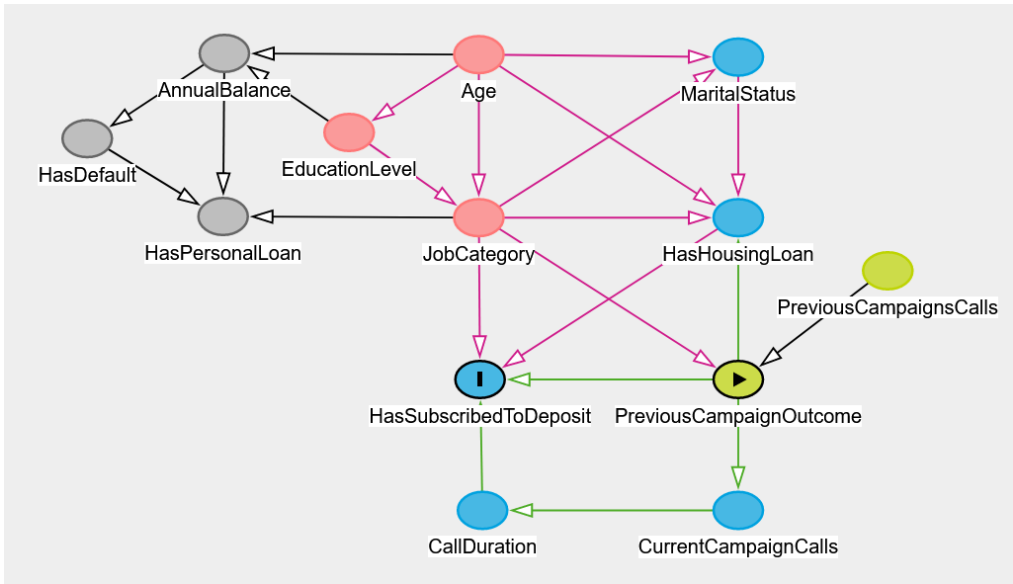 AnnualBalance
Age
MaritalStatus
HasDefault
EducationLevel
HasPersonalLoan
JobCategory
HasHousingLoan
PreviousCampaignsCalls
HasSubscribedToDeposit
PreviousCampaignOutcome
CallDuration
CurrentCampaignCalls